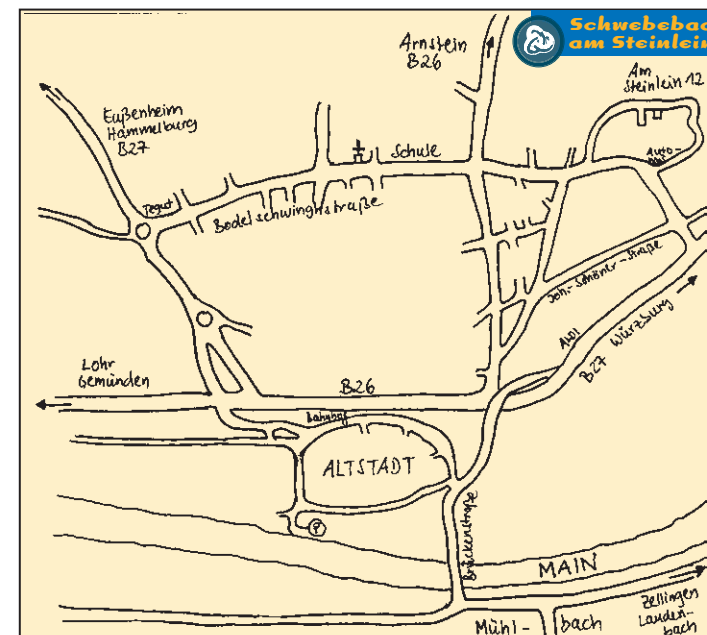 Schwebebac
am Steinlein
Arnstein
B26
Am
Steinlein 12
Eußenheim
Hammelburg
B27
Schule
Auto-
Tegut
Bodelschwinghstraße
Joh.-Schöner-Straße
ALDI
B27 Würzburg
Lohr
Gemünden
B26
Bahnhof
ALTSTADT
P
Brückenstraße
MAIN
Zellingen
Lauden-
bach
Mühl- bach